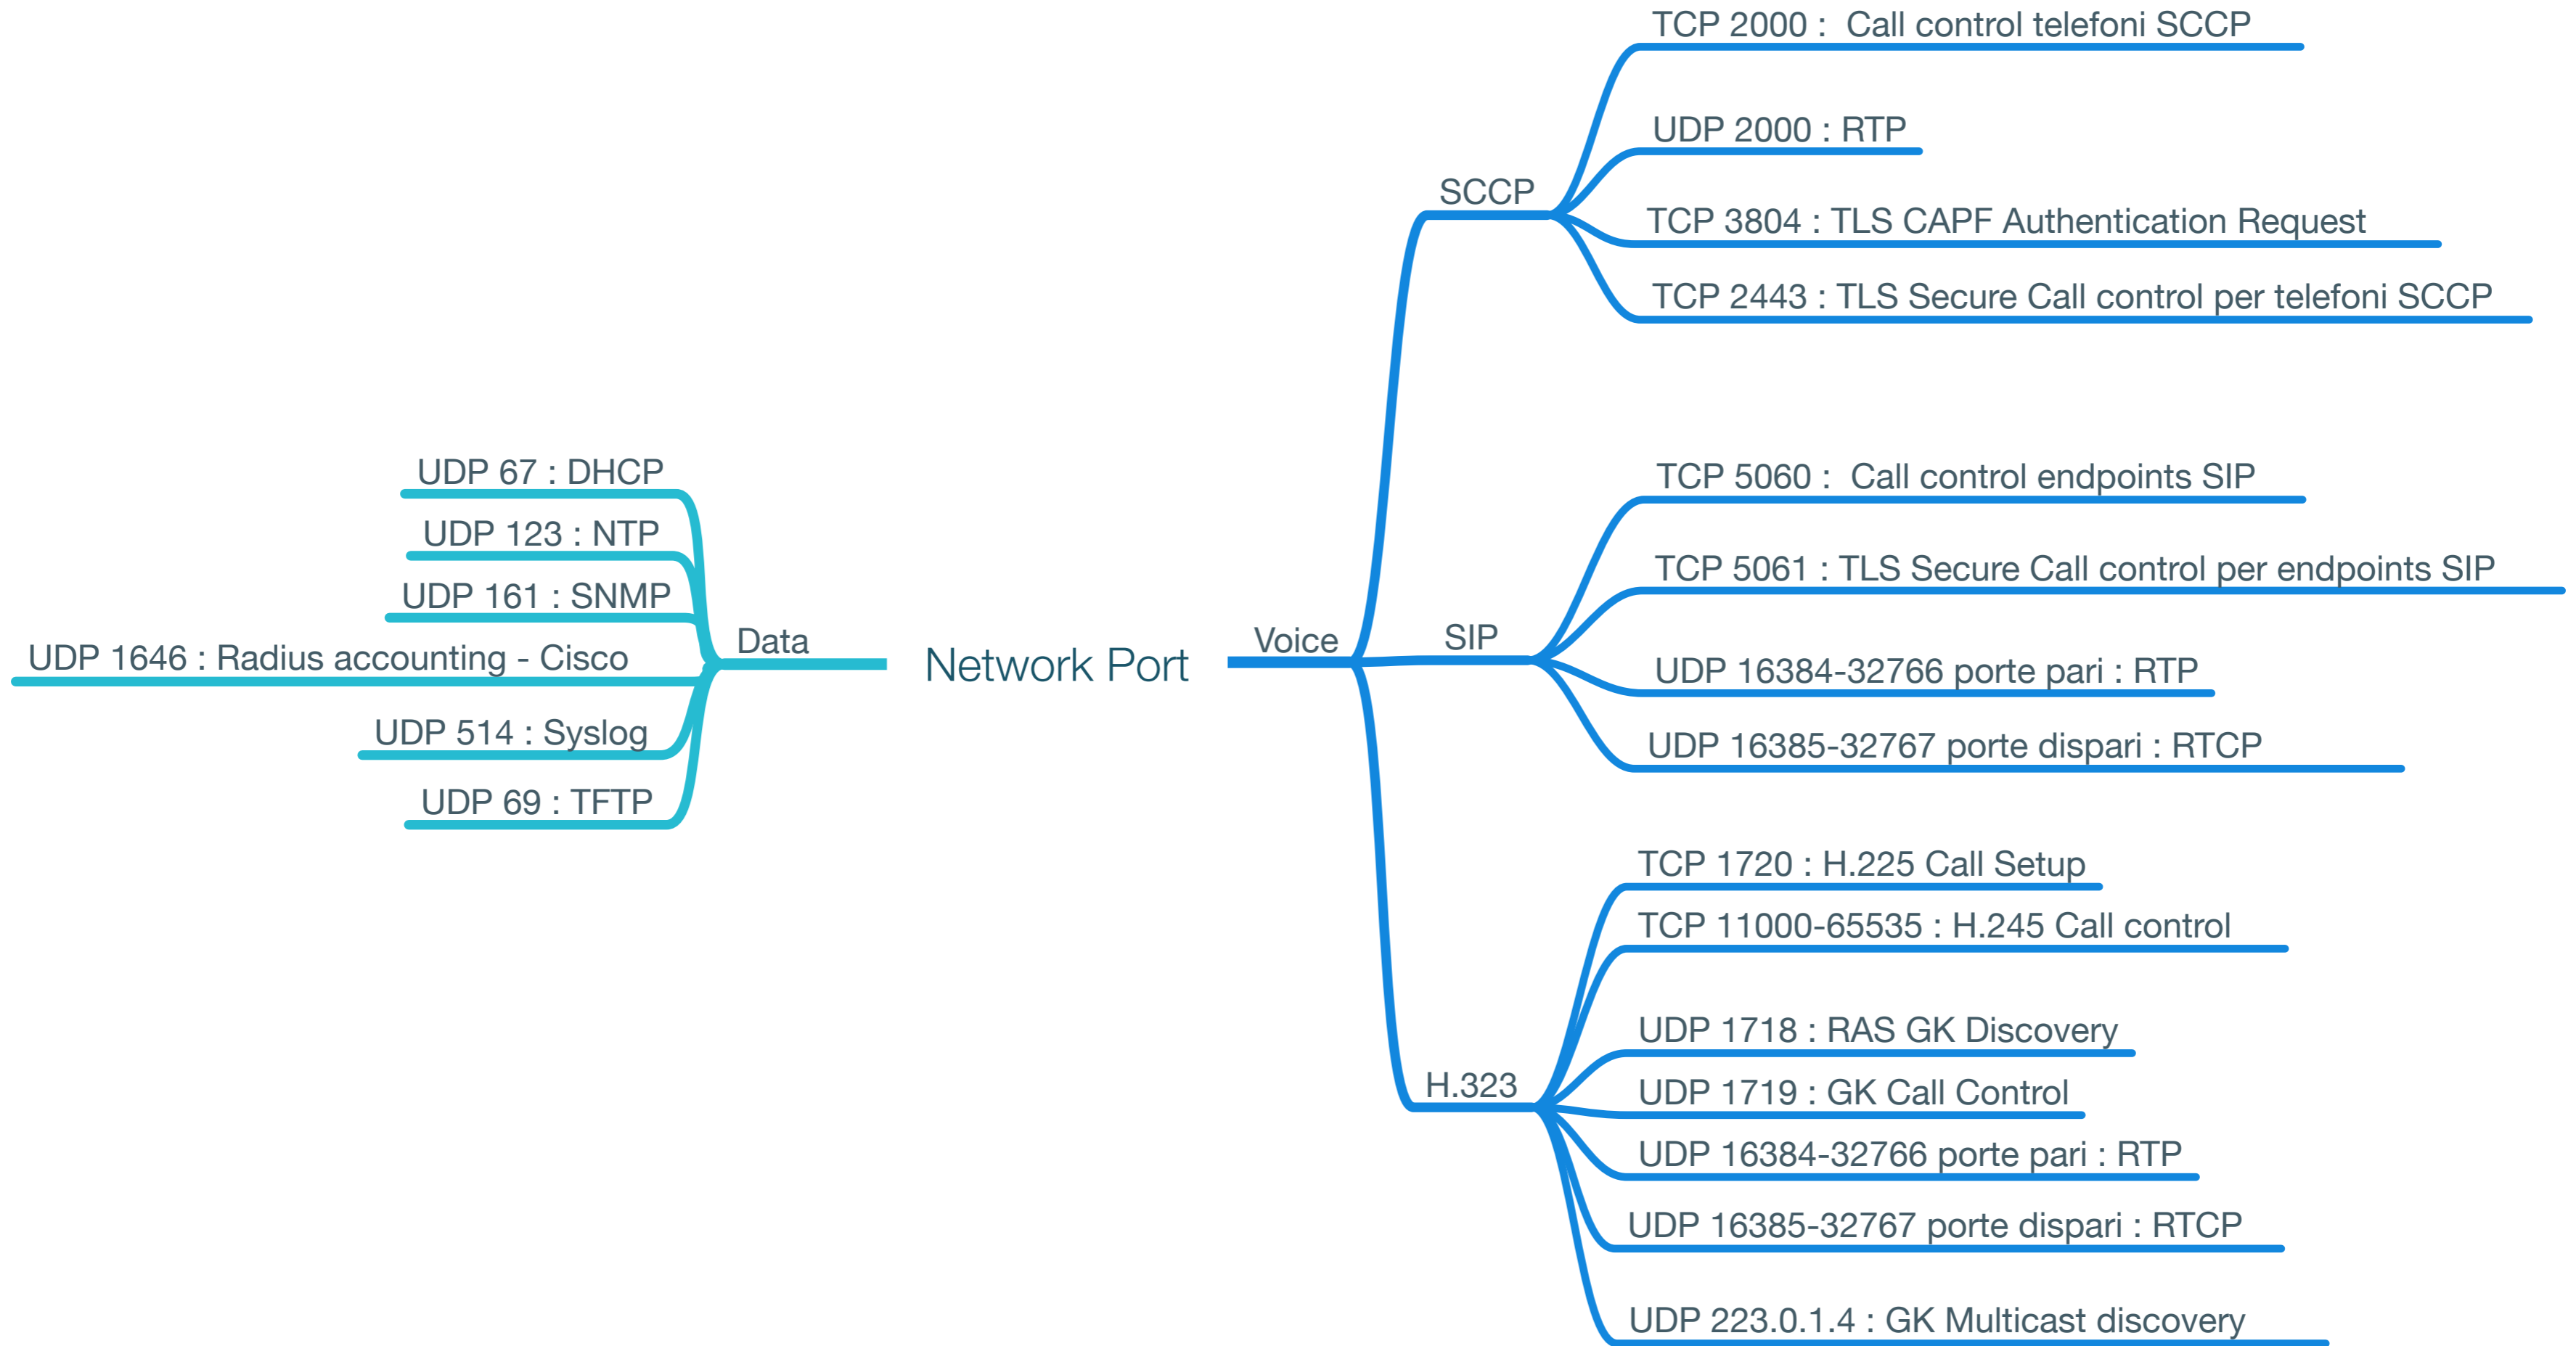 Network Port
Data
UDP 67 : DHCP
UDP 123 : NTP
UDP 161 : SNMP
UDP 1646 : Radius accounting - Cisco
UDP 514 : Syslog
UDP 69 : TFTP
Voice
SCCP
TCP 2000 :  Call control telefoni SCCP
UDP 2000 : RTP
TCP 3804 : TLS CAPF Authentication Request
TCP 2443 : TLS Secure Call control per telefoni SCCP
SIP
TCP 5060 :  Call control endpoints SIP
TCP 5061 : TLS Secure Call control per endpoints SIP
UDP 16384-32766 porte pari : RTP
UDP 16385-32767 porte dispari : RTCP
H.323
TCP 1720 : H.225 Call Setup
TCP 11000-65535 : H.245 Call control
UDP 1718 : RAS GK Discovery
UDP 1719 : GK Call Control
UDP 16384-32766 porte pari : RTP
UDP 16385-32767 porte dispari : RTCP
UDP 223.0.1.4 : GK Multicast discovery